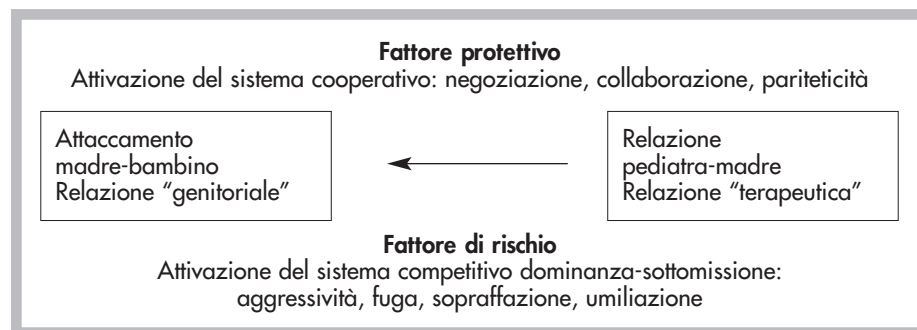 Fattore protettivo
Attivazione del sistema cooperativo: negoziazione, collaborazione, pariteticità
Attaccamento
madre-bambino
Relazione “genitoriale”
Relazione
pediatra-madre
Relazione “terapeutica”
Fattore di rischio
Attivazione del sistema competitivo dominanza-sottomissione:
aggressività, fuga, sopraffazione, umiliazione